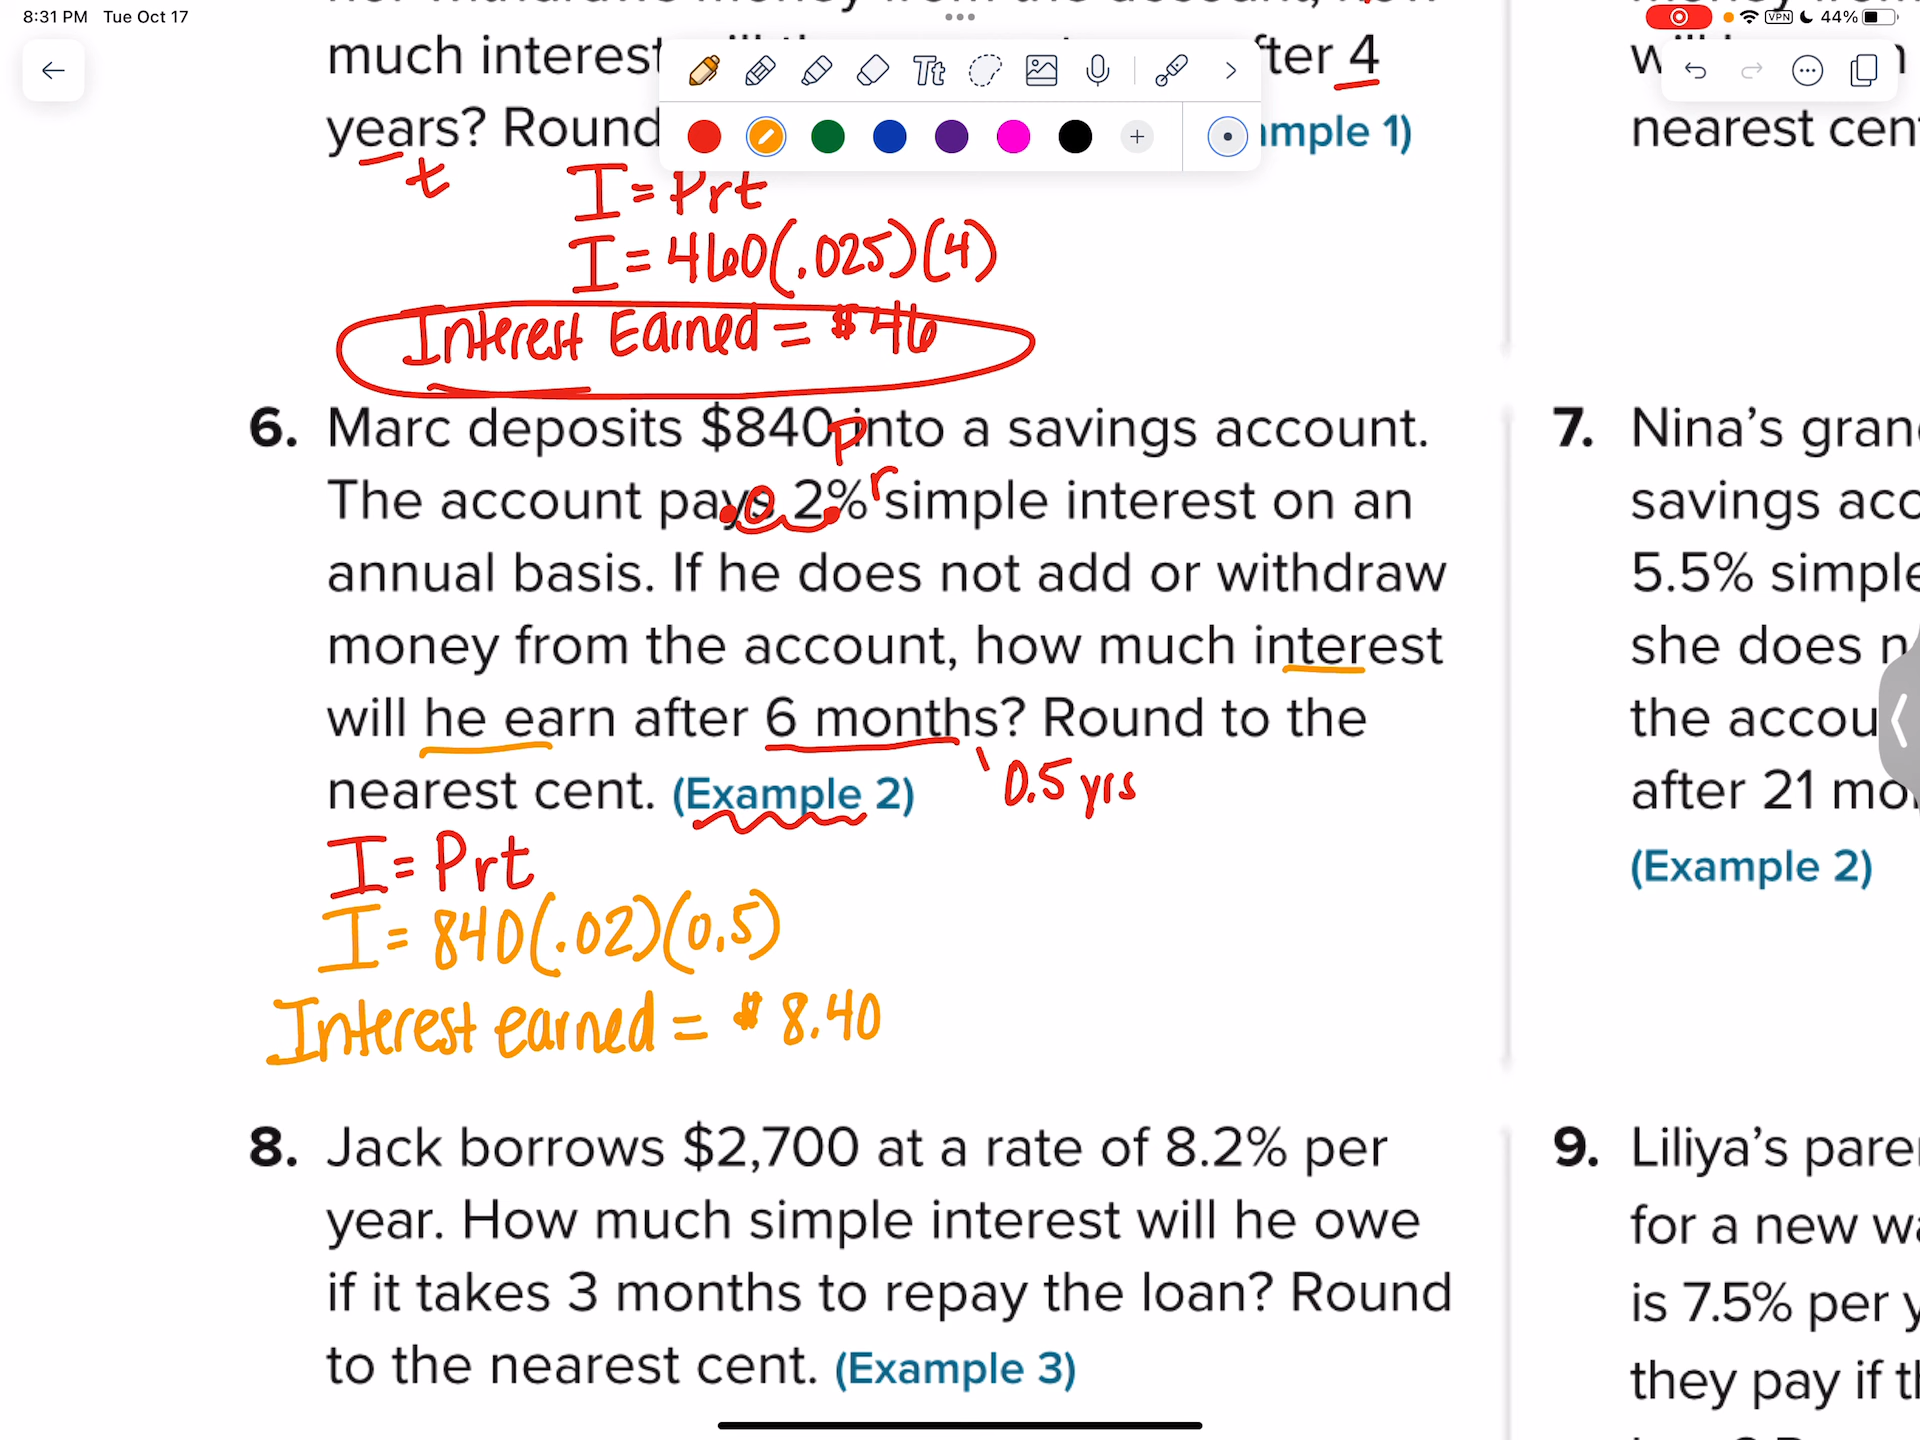 8:31 PM Tue Oct 17
44%
VPN
much interest
fter 4
years? Round
ample 1)
t
I = Prt
I = 460(.025)(4)
Interest Earned = $46
6. Marc deposits $840 into a savings account.
P
The account pays 2% simple interest on an
.0 . r
annual basis. If he does not add or withdraw
money from the account, how much interest
will he earn after 6 months? Round to the
nearest cent. (Example 2)
0.5 yrs
I = Prt
I = 840(.02)(0.5)
Interest earned = $ 8.40
8. Jack borrows $2,700 at a rate of 8.2% per
year. How much simple interest will he owe
if it takes 3 months to repay the loan? Round
to the nearest cent. (Example 3)
nearest cen
7. Nina's gran
savings acc
5.5% simple
she does n
the accou
after 21 mo
(Example 2)
9. Liliya's pare
for a new wa
is 7.5% per y
they pay if th
Tt